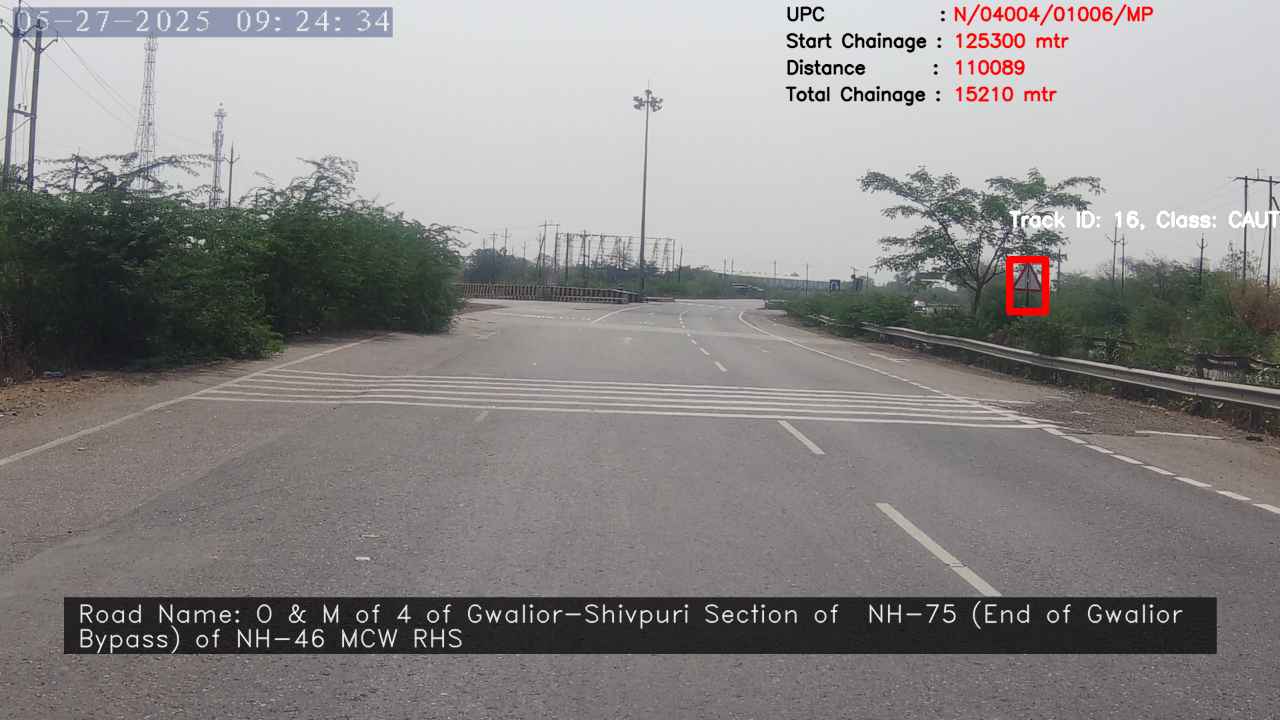 05-27-2025 09:24:34
UPC : N/04004/01006/MP
Start Chainage : 125300 mtr
Distance : 110089
Total Chainage : 15210 mtr
Track ID: 16, Class: CAUT
Road Name: O & M of 4 of Gwalior-Shivpuri Section of NH-75 (End of Gwalior
Bypass) of NH-46 MCW RHS